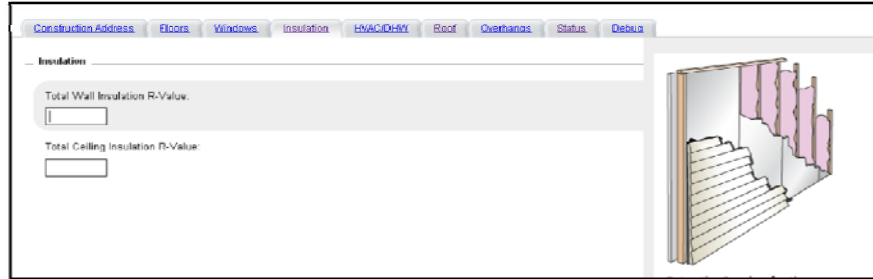 Construction Address Floors Windows Insulation HVAC/DHW Roof Overhangs Status Debug
Insulation
Total Wall Insulation R-Value:
Total Ceiling Insulation R-Value: